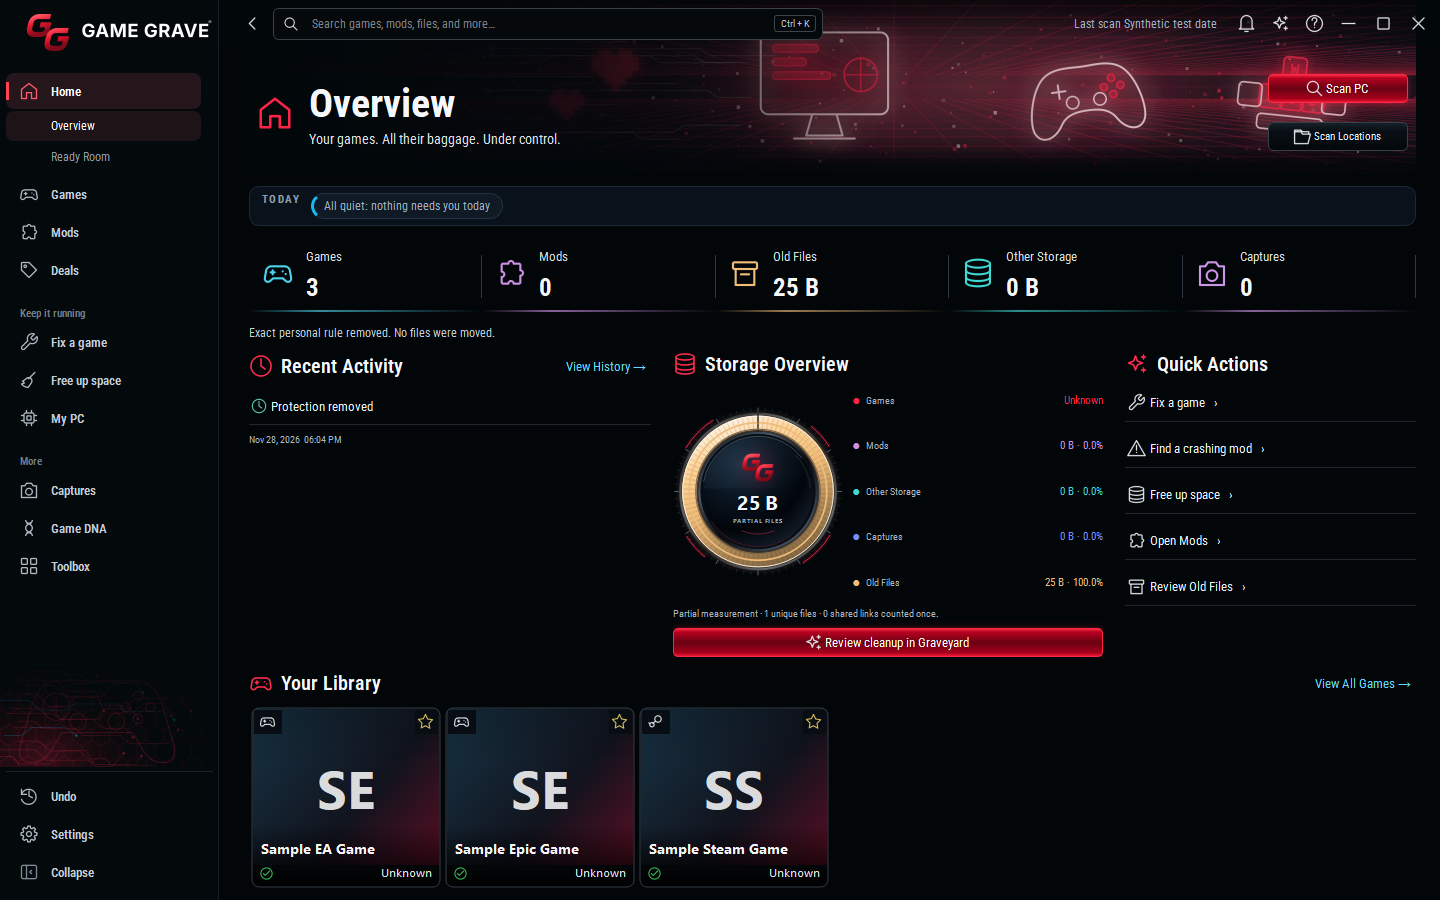 GAME GRAVE
Search games, mods, files, and more...
Ctrl + K
Last scan Synthetic test date
Home
Overview
Ready Room
Games
Mods
Deals
Keep it running
Fix a game
Free up space
My PC
More
Captures
Game DNA
Toolbox
Undo
Settings
Collapse
Overview
Your games. All their baggage. Under control.
W
Scan PC
Scan Locations
TODAY
All quiet: nothing needs you today
Games
3
Mods
0
Old Files
25 B
Other Storage
0 B
Captures
0
Exact personal rule removed. No files were moved.
Recent Activity
View History →
Protection removed
Nov 28, 2026 06:04 PM
Storage Overview
GG
25 B
PARTIAL FILES
Games Unknown
Mods 0 B · 0.0%
Other Storage 0 B · 0.0%
Captures 0 B · 0.0%
Old Files 25 B · 100.0%
Partial measurement · 1 unique files · 0 shared links counted once.
Review cleanup in Graveyard
Quick Actions
Fix a game ›
Find a crashing mod ›
Free up space ›
Open Mods ›
Review Old Files ›
Your Library
View All Games →
SE
Sample EA Game
Unknown
SE
Sample Epic Game
Unknown
SS
Sample Steam Game
Unknown